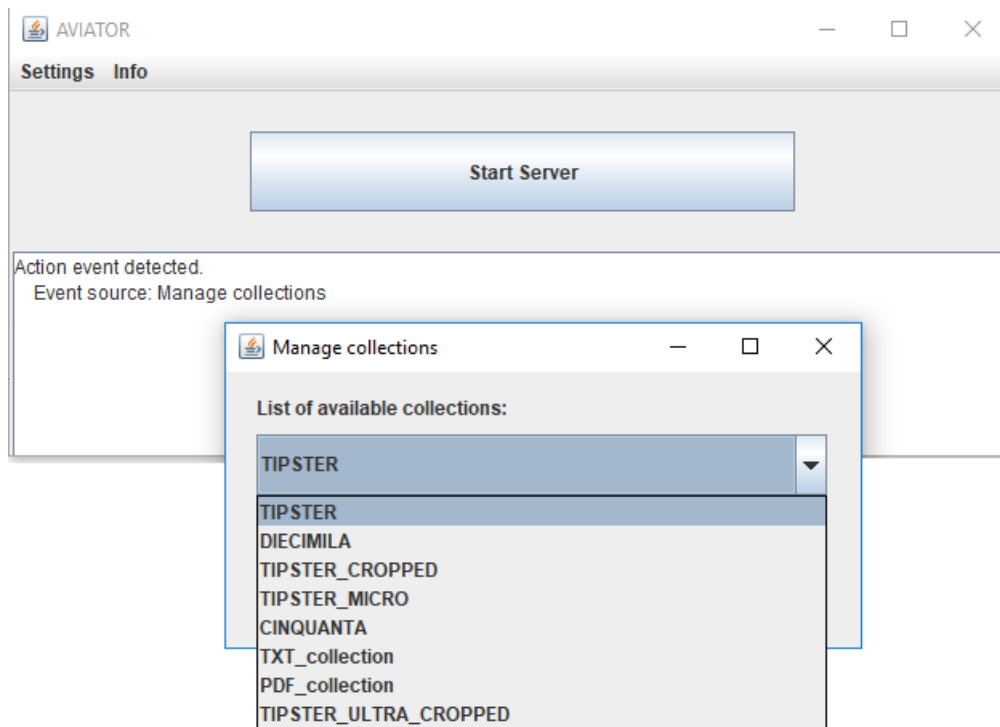 AVIATOR
Settings Info
Start Server
Action event detected.
Event source: Manage collections
Manage collections
List of available collections:
TIPSTER
TIPSTER
DIECIMILA
TIPSTER_CROPPED
TIPSTER_MICRO
CINQUANTA
TXT_collection
PDF_collection
TIPSTER_ULTRA_CROPPED